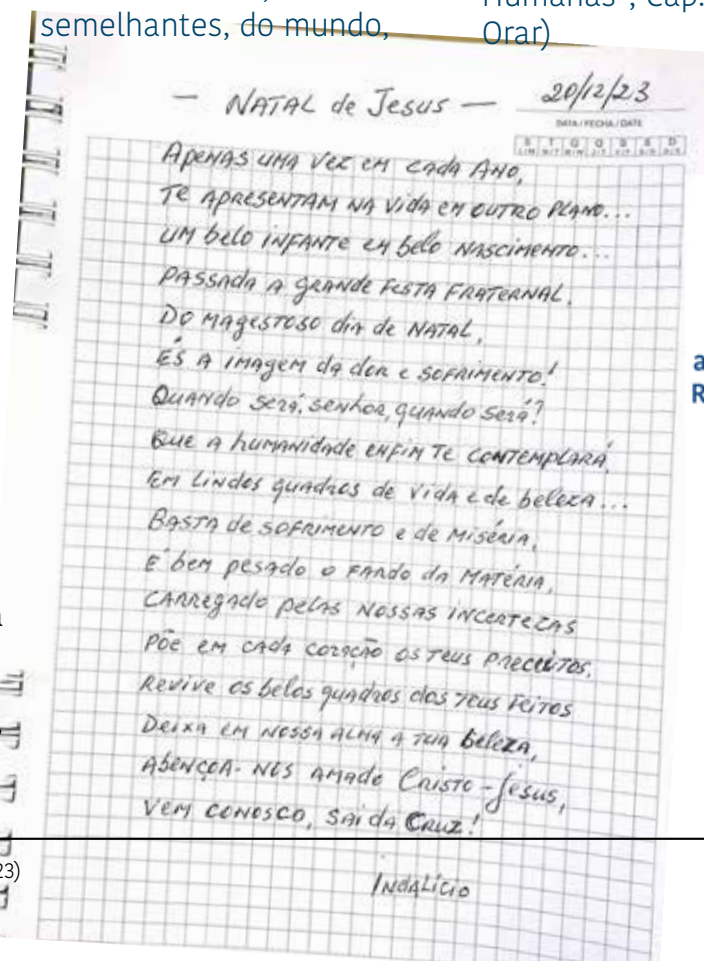 semelhantes, do mundo,
Humanas", Cap.
Orar)
— NATAL de Jesus —
20/12/23
DATA/FECHA/DATE
S T Q Q S S D
APENAS UMA VEZ EM CADA ANO,
TE APRESENTAM NA VIDA EM OUTRO PLANO...
UM belo INFANTE EM belo NASCIMENTO...
PASSADA A GRANDE FESTA FRATERNAL,
DO MAGESTOSO dia de NATAL,
ÉS A IMAGEM da dor e SOFRIMENTO!
QUANDO SERÁ, SENHOR, QUANDO SERÁ?
QUE A HUMANIDADE ENFIM TE CONTEMPLARÁ
EM LINDOS QUADROS DE VIDA E de beleza...
BASTA de SOFRIMENTO e de MISÉRIA,
E' bem pesado o FARDO da MATÉRIA,
CARREGADO pelas NOSSAS INCERTEZAS
PÕE EM CADA CORAÇÃO OS TEUS PRECEITOS.
REVIVE os belos QUADROS dos TEUS FEITOS
DEIXA EM NOSSA ALMA A TUA beleza,
ABENÇOA-NOS AMADO CRISTO-Jesus,
VEM CONOSCO, SAI dA CRUZ!
INDALÍCIO
a
R
23)